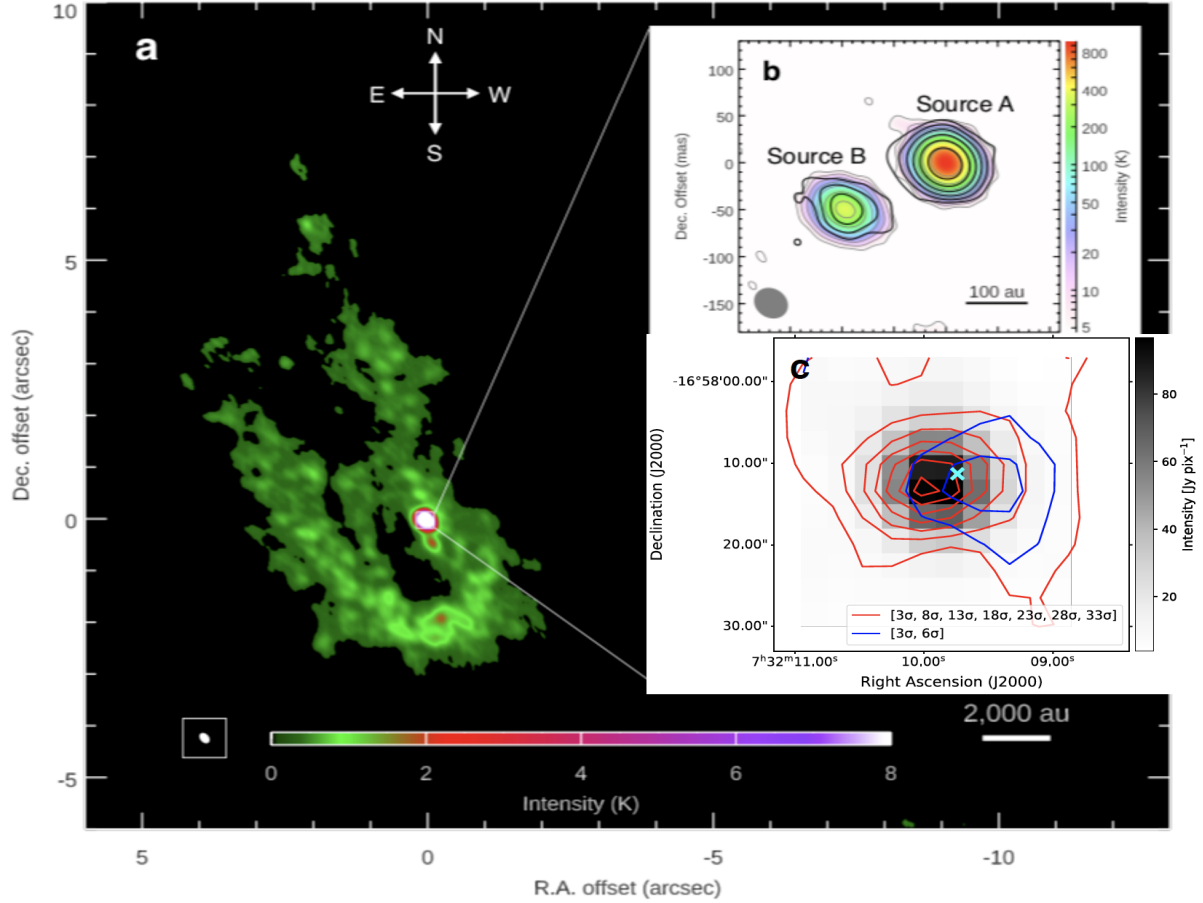 a
N
E W
S
10
5
0
-5
Dec. offset (arcsec)
5 0 -5 -10
R.A. offset (arcsec)
0 2 4 6 8
Intensity (K)
2,000 au
b
Source A
Source B
100
50
0
-50
-100
-150
Dec. Offset (mas)
100 au
800
400
200
100
50
20
10
5
Intensity (K)
c
-16°58'00.00"
10.00"
20.00"
30.00"
Declination (J2000)
[3σ, 8σ, 13σ, 18σ, 23σ, 28σ, 33σ]
[3σ, 6σ]
7ʰ32ᵐ11.00ˢ 10.00ˢ 09.00ˢ
Right Ascension (J2000)
80
60
40
20
Intensity [Jy pix⁻¹]